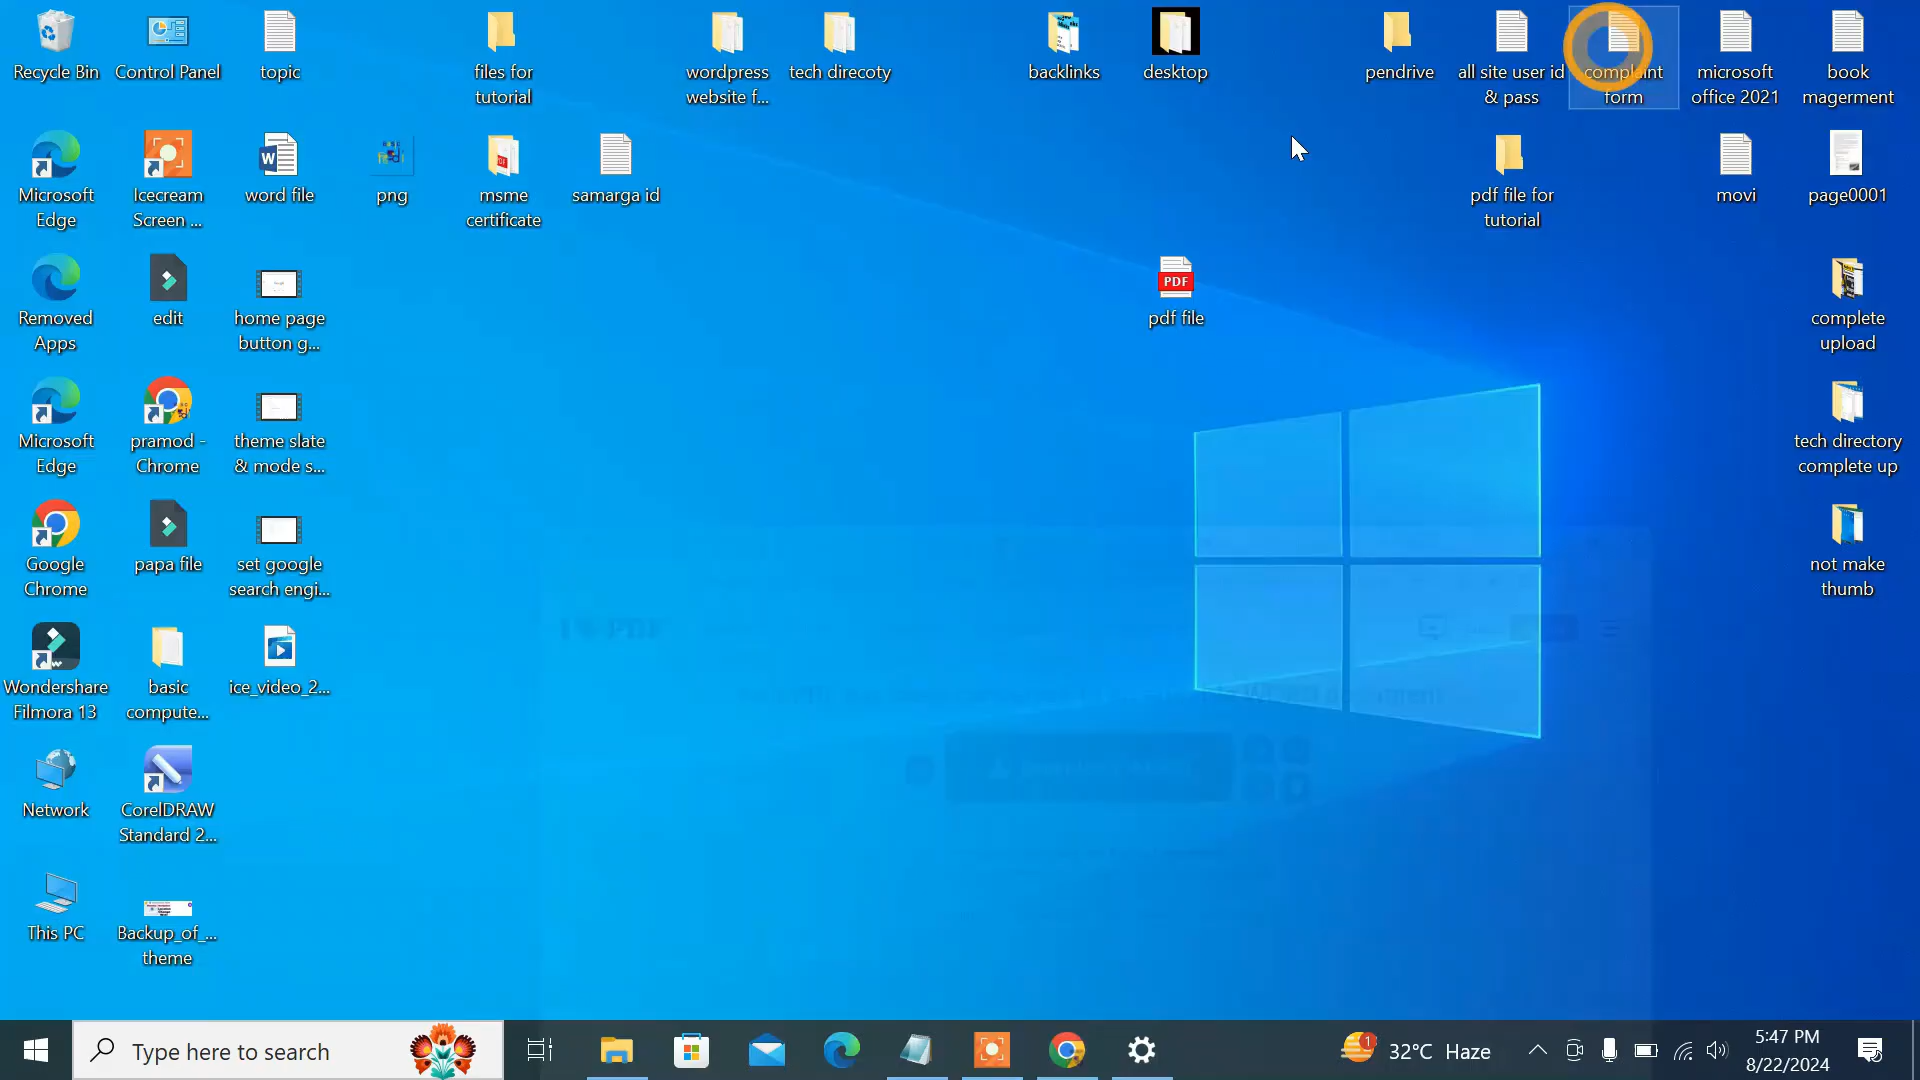 Recycle Bin
Control Panel
topic
files for
tutorial
wordpress
website f...
tech direcoty
backlinks
desktop
pendrive
all site user id
& pass
complaint
form
microsoft
office 2021
book
magerment
Microsoft
Edge
Icecream
Screen ...
word file
png
msme
certificate
samarga id
pdf file for
tutorial
movi
page0001
Removed
Apps
edit
home page
button g...
PDF
pdf file
complete
upload
Microsoft
Edge
pramod -
Chrome
theme slate
& mode s...
tech directory
complete up
Google
Chrome
papa file
set google
search engi...
not make
thumb
Wondershare
Filmora 13
basic
compute...
ice_video_2...
Network
CorelDRAW
Standard 2...
This PC
Backup_of_...
theme
Type here to search
1
32°C Haze
5:47 PM
8/22/2024